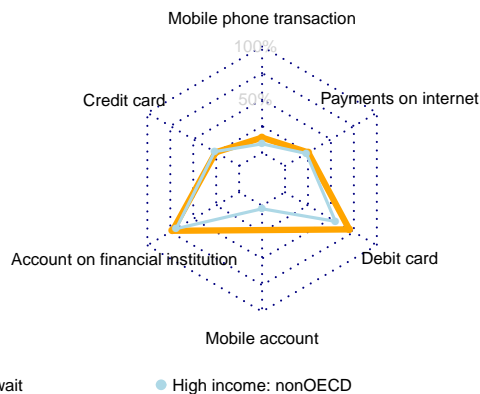 Mobile phone transaction
100%
Credit card
50%
Payments on internet
Account on financial institution
Debit card
Mobile account
wait
High income: nonOECD